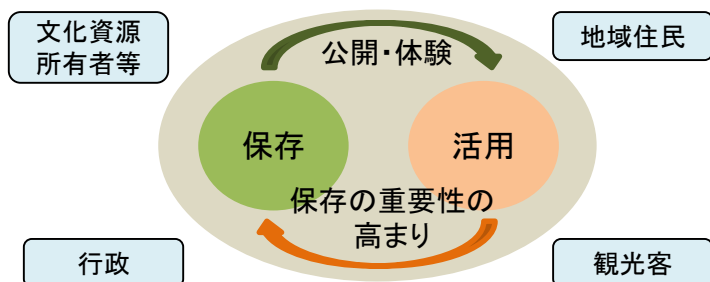 文化資源
所有者等
地域住民
公開・体験
保存
活用
保存の重要性の
高まり
行政
観光客